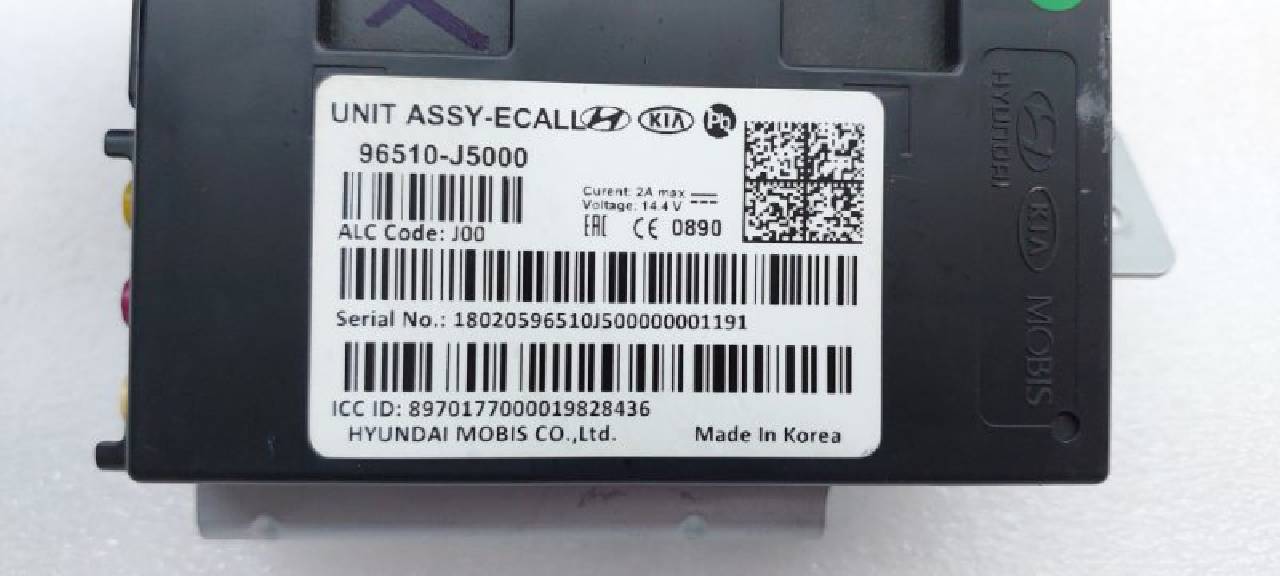 UNIT ASSY-ECALL KIA Pb
96510-J5000
Curent: 2A max
Voltage: 14.4 V
EAC CE 0890
ALC Code: J00
Serial No.: 18020596510J500000001191
ICC ID: 8970177000019828436
HYUNDAI MOBIS CO.,Ltd. Made In Korea
HYUNDAI KIA MOBIS